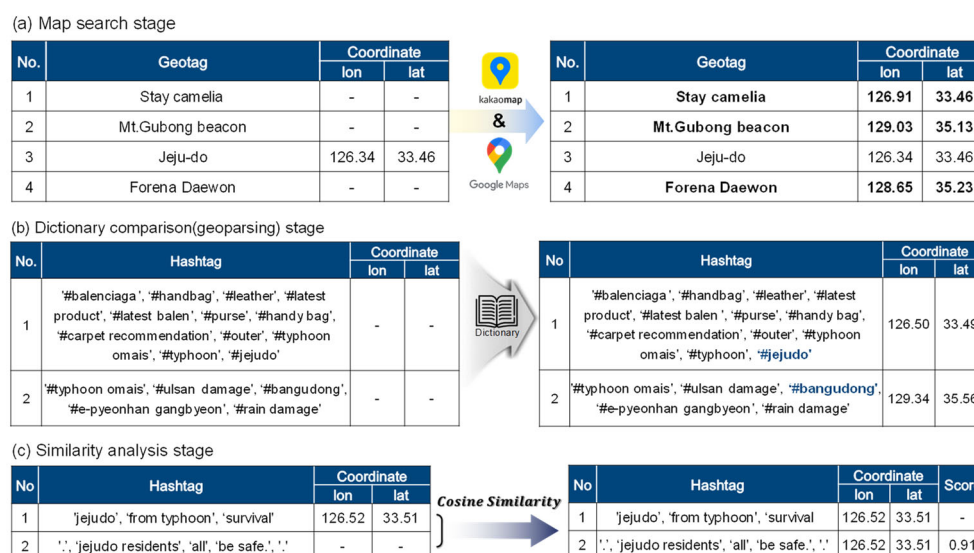 (a) Map search stage
No. Geotag Coordinate
lon lat
1 Stay camelia - -
2 Mt.Gubong beacon - -
3 Jeju-do 126.34 33.46
4 Forena Daewon - -
kakaomap
&
Google Maps
No. Geotag Coordinate
lon lat
1 Stay camelia 126.91 33.46
2 Mt.Gubong beacon 129.03 35.13
3 Jeju-do 126.34 33.46
4 Forena Daewon 128.65 35.23
(b) Dictionary comparison(geoparsing) stage
No. Hashtag Coordinate
lon lat
'#balenciaga', '#handbag', '#leather', '#latest
product', '#latest balen', '#purse', '#handy bag',
1 - -
'#carpet recommendation', '#outer', '#typhoon
omais', '#typhoon', '#jejudo'
'#typhoon omais', '#ulsan damage', '#bangudong',
2 - -
'#e-pyeonhan gangbyeon', '#rain damage'
Dictionary
No Hashtag Coordinate
lon lat
'#balenciaga', '#handbag', '#leather', '#latest
product', '#latest balen', '#purse', '#handy bag',
1 126.50 33.49
'#carpet recommendation', '#outer', '#typhoon
omais', '#typhoon', '#jejudo'
'#typhoon omais', '#ulsan damage', '#bangudong',
2 129.34 35.56
'#e-pyeonhan gangbyeon', '#rain damage'
(c) Similarity analysis stage
No Hashtag Coordinate
lon lat
1 'jejudo', 'from typhoon', 'survival' 126.52 33.51
2 '.', 'jejudo residents', 'all', 'be safe.', '.' - -
Cosine Similarity
No Hashtag Coordinate Score
lon lat
1 'jejudo', 'from typhoon', 'survival 126.52 33.51 -
2 '.', 'jejudo residents', 'all', 'be safe.', '.' 126.52 33.51 0.91